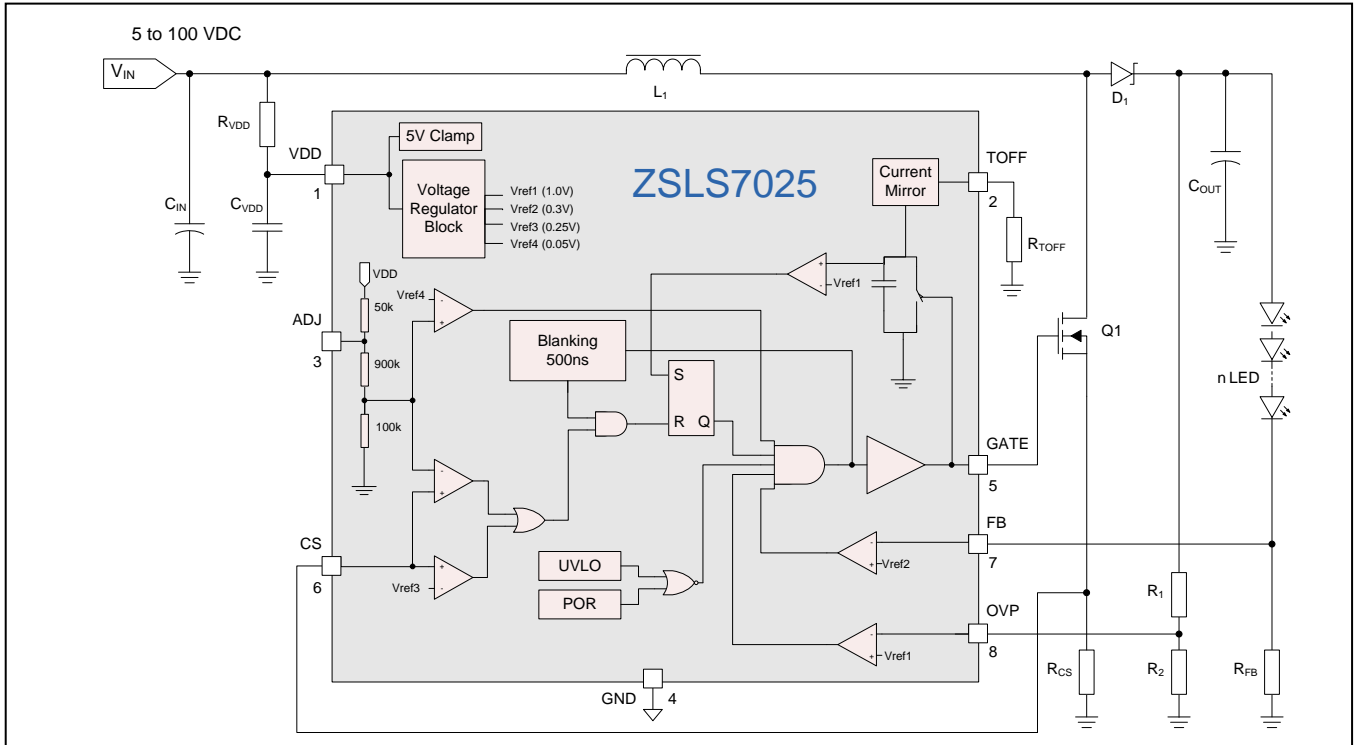 5 to 100 VDC
VIN
L1
D1
RVDD
CIN
CVDD
VDD
1
5V Clamp
Voltage
Regulator
Block
Vref1 (1.0V)
Vref2 (0.3V)
Vref3 (0.25V)
Vref4 (0.05V)
ZSLS7025
Current
Mirror
TOFF
2
RTOFF
COUT
VDD
50k
ADJ
3
900k
100k
Vref4
Vref1
Blanking
500ns
S
R Q
Q1
n LED
GATE
5
CS
6
Vref3
UVLO
POR
FB
7
Vref2
OVP
8
Vref1
GND 4
R1
RCS
R2
RFB